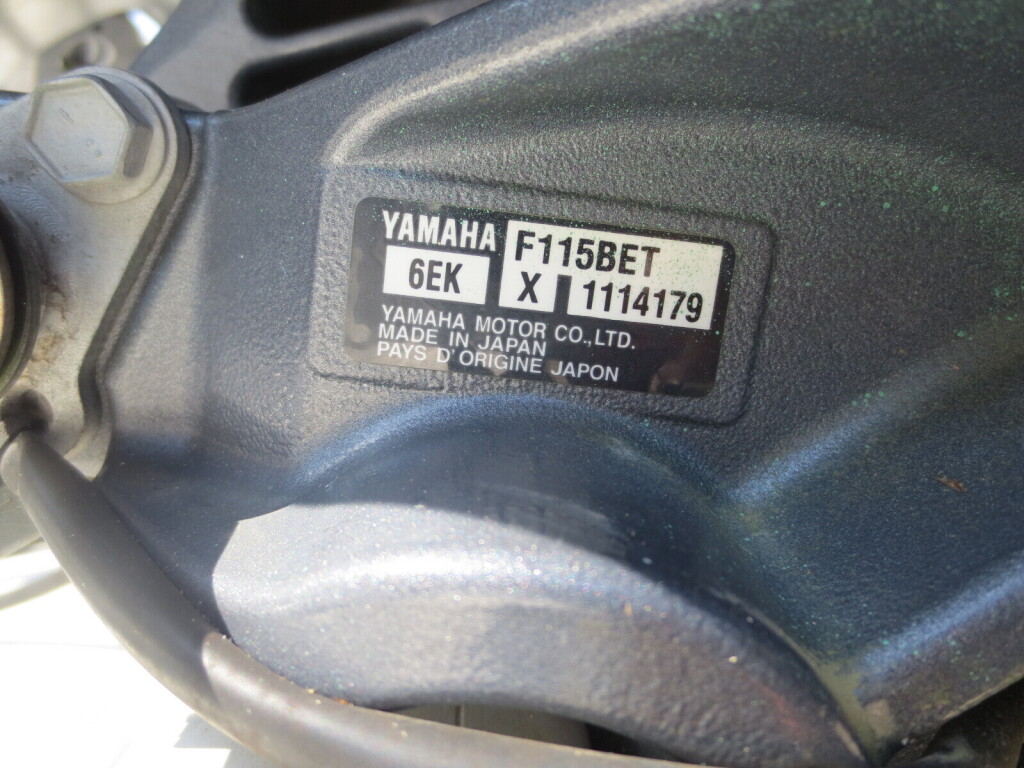 YAMAHA F115BET
6EK X 1114179
YAMAHA MOTOR CO.,LTD.
MADE IN JAPAN
PAYS D'ORIGINE JAPON